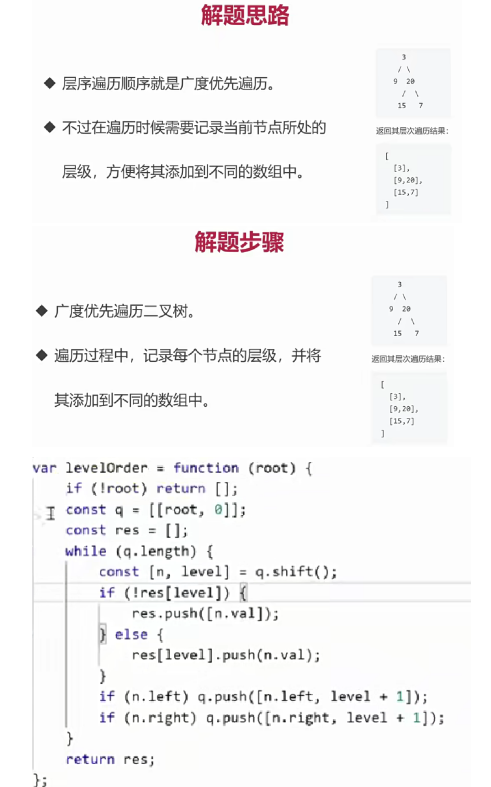 解题思路
◆ 层序遍历顺序就是广度优先遍历。
◆ 不过在遍历时候需要记录当前节点所处的
层级，方便将其添加到不同的数组中。
3
/ \
9 20
/ \
15 7
返回其层次遍历结果：
[
[3],
[9,20],
[15,7]
]
解题步骤
◆ 广度优先遍历二叉树。
◆ 遍历过程中，记录每个节点的层级，并将
其添加到不同的数组中。
3
/ \
9 20
/ \
15 7
返回其层次遍历结果：
[
[3],
[9,20],
[15,7]
]
var levelOrder = function (root) {
if (!root) return [];
const q = [[root, 0]];
const res = [];
while (q.length) {
const [n, level] = q.shift();
if (!res[level]) {
res.push([n.val]);
} else {
res[level].push(n.val);
}
if (n.left) q.push([n.left, level + 1]);
if (n.right) q.push([n.right, level + 1]);
}
return res;
};